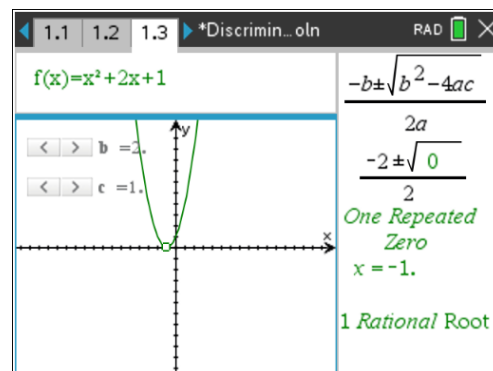 1.1 1.2 1.3 *Discrimin…oln RAD
f(x)=x²+2x+1
y
< > b =2.
< > c =1.
x
-b±√b²-4ac
2a
-2±√0
2
One Repeated
Zero
x = -1.
1 Rational Root